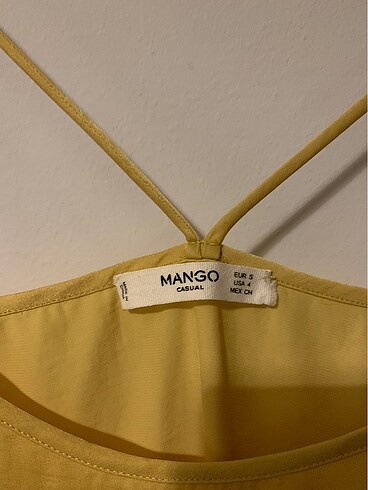 MANGO
CASUAL
EUR S
USA 4
MEX CH